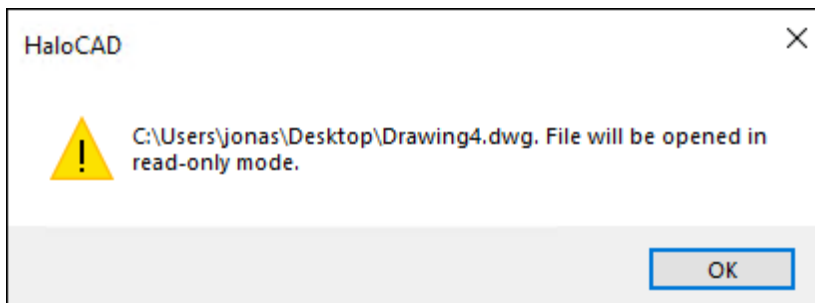 HaloCAD
C:\Users\jonas\Desktop\Drawing4.dwg. File will be opened in
read-only mode.
OK